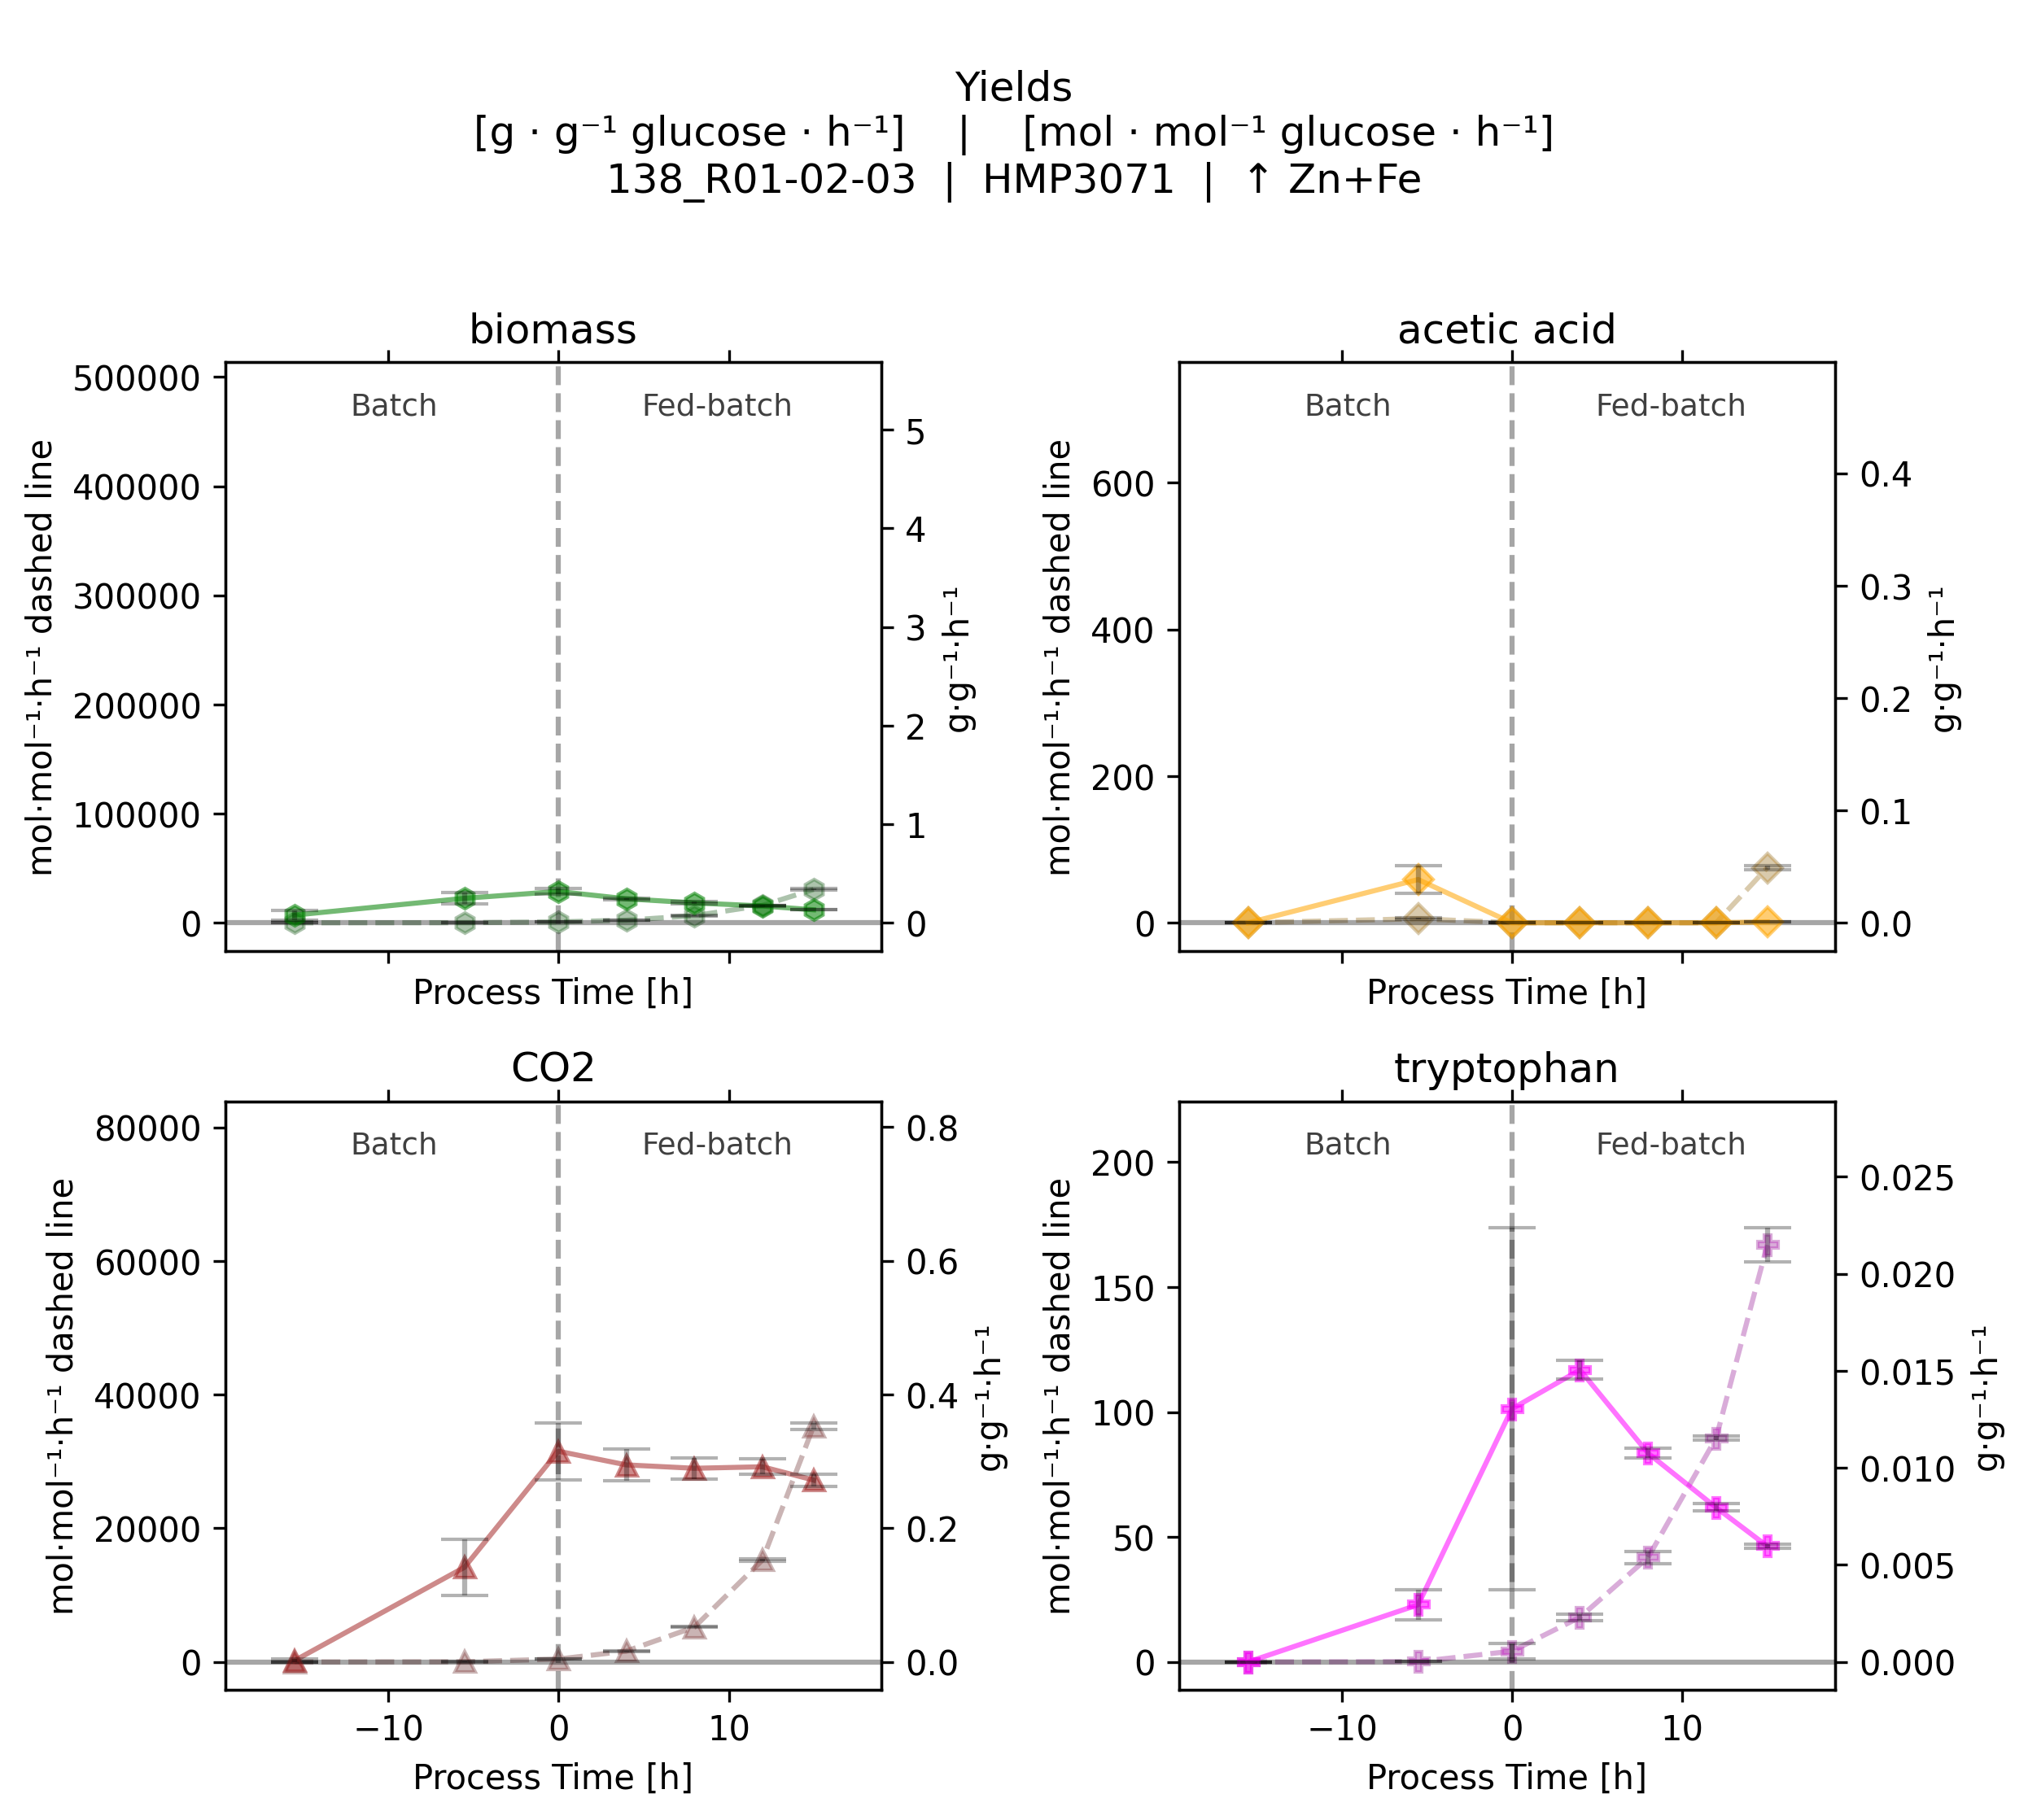 Yields
[g · g⁻¹ glucose · h⁻¹] | [mol · mol⁻¹ glucose · h⁻¹]
138_R01-02-03 | HMP3071 | ↑ Zn+Fe
biomass
Batch
Fed-batch
500000
400000
300000
200000
100000
0
mol·mol⁻¹·h⁻¹ dashed line
5
4
3
2
1
0
g·g⁻¹·h⁻¹
Process Time [h]
acetic acid
Batch
Fed-batch
600
400
200
0
mol·mol⁻¹·h⁻¹ dashed line
0.4
0.3
0.2
0.1
0.0
g·g⁻¹·h⁻¹
Process Time [h]
CO2
Batch
Fed-batch
80000
60000
40000
20000
0
mol·mol⁻¹·h⁻¹ dashed line
0.8
0.6
0.4
0.2
0.0
g·g⁻¹·h⁻¹
−10 0 10
Process Time [h]
tryptophan
Batch
Fed-batch
200
150
100
50
0
mol·mol⁻¹·h⁻¹ dashed line
0.025
0.020
0.015
0.010
0.005
0.000
g·g⁻¹·h⁻¹
−10 0 10
Process Time [h]